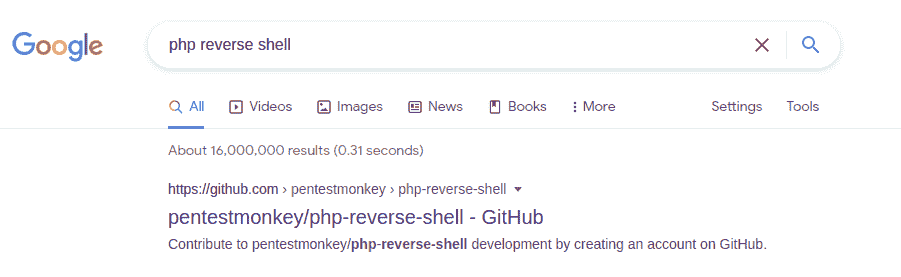 Google
php reverse shell
All Videos Images News Books More Settings Tools
About 16,000,000 results (0.31 seconds)
https://github.com › pentestmonkey › php-reverse-shell
pentestmonkey/php-reverse-shell - GitHub
Contribute to pentestmonkey/php-reverse-shell development by creating an account on GitHub.